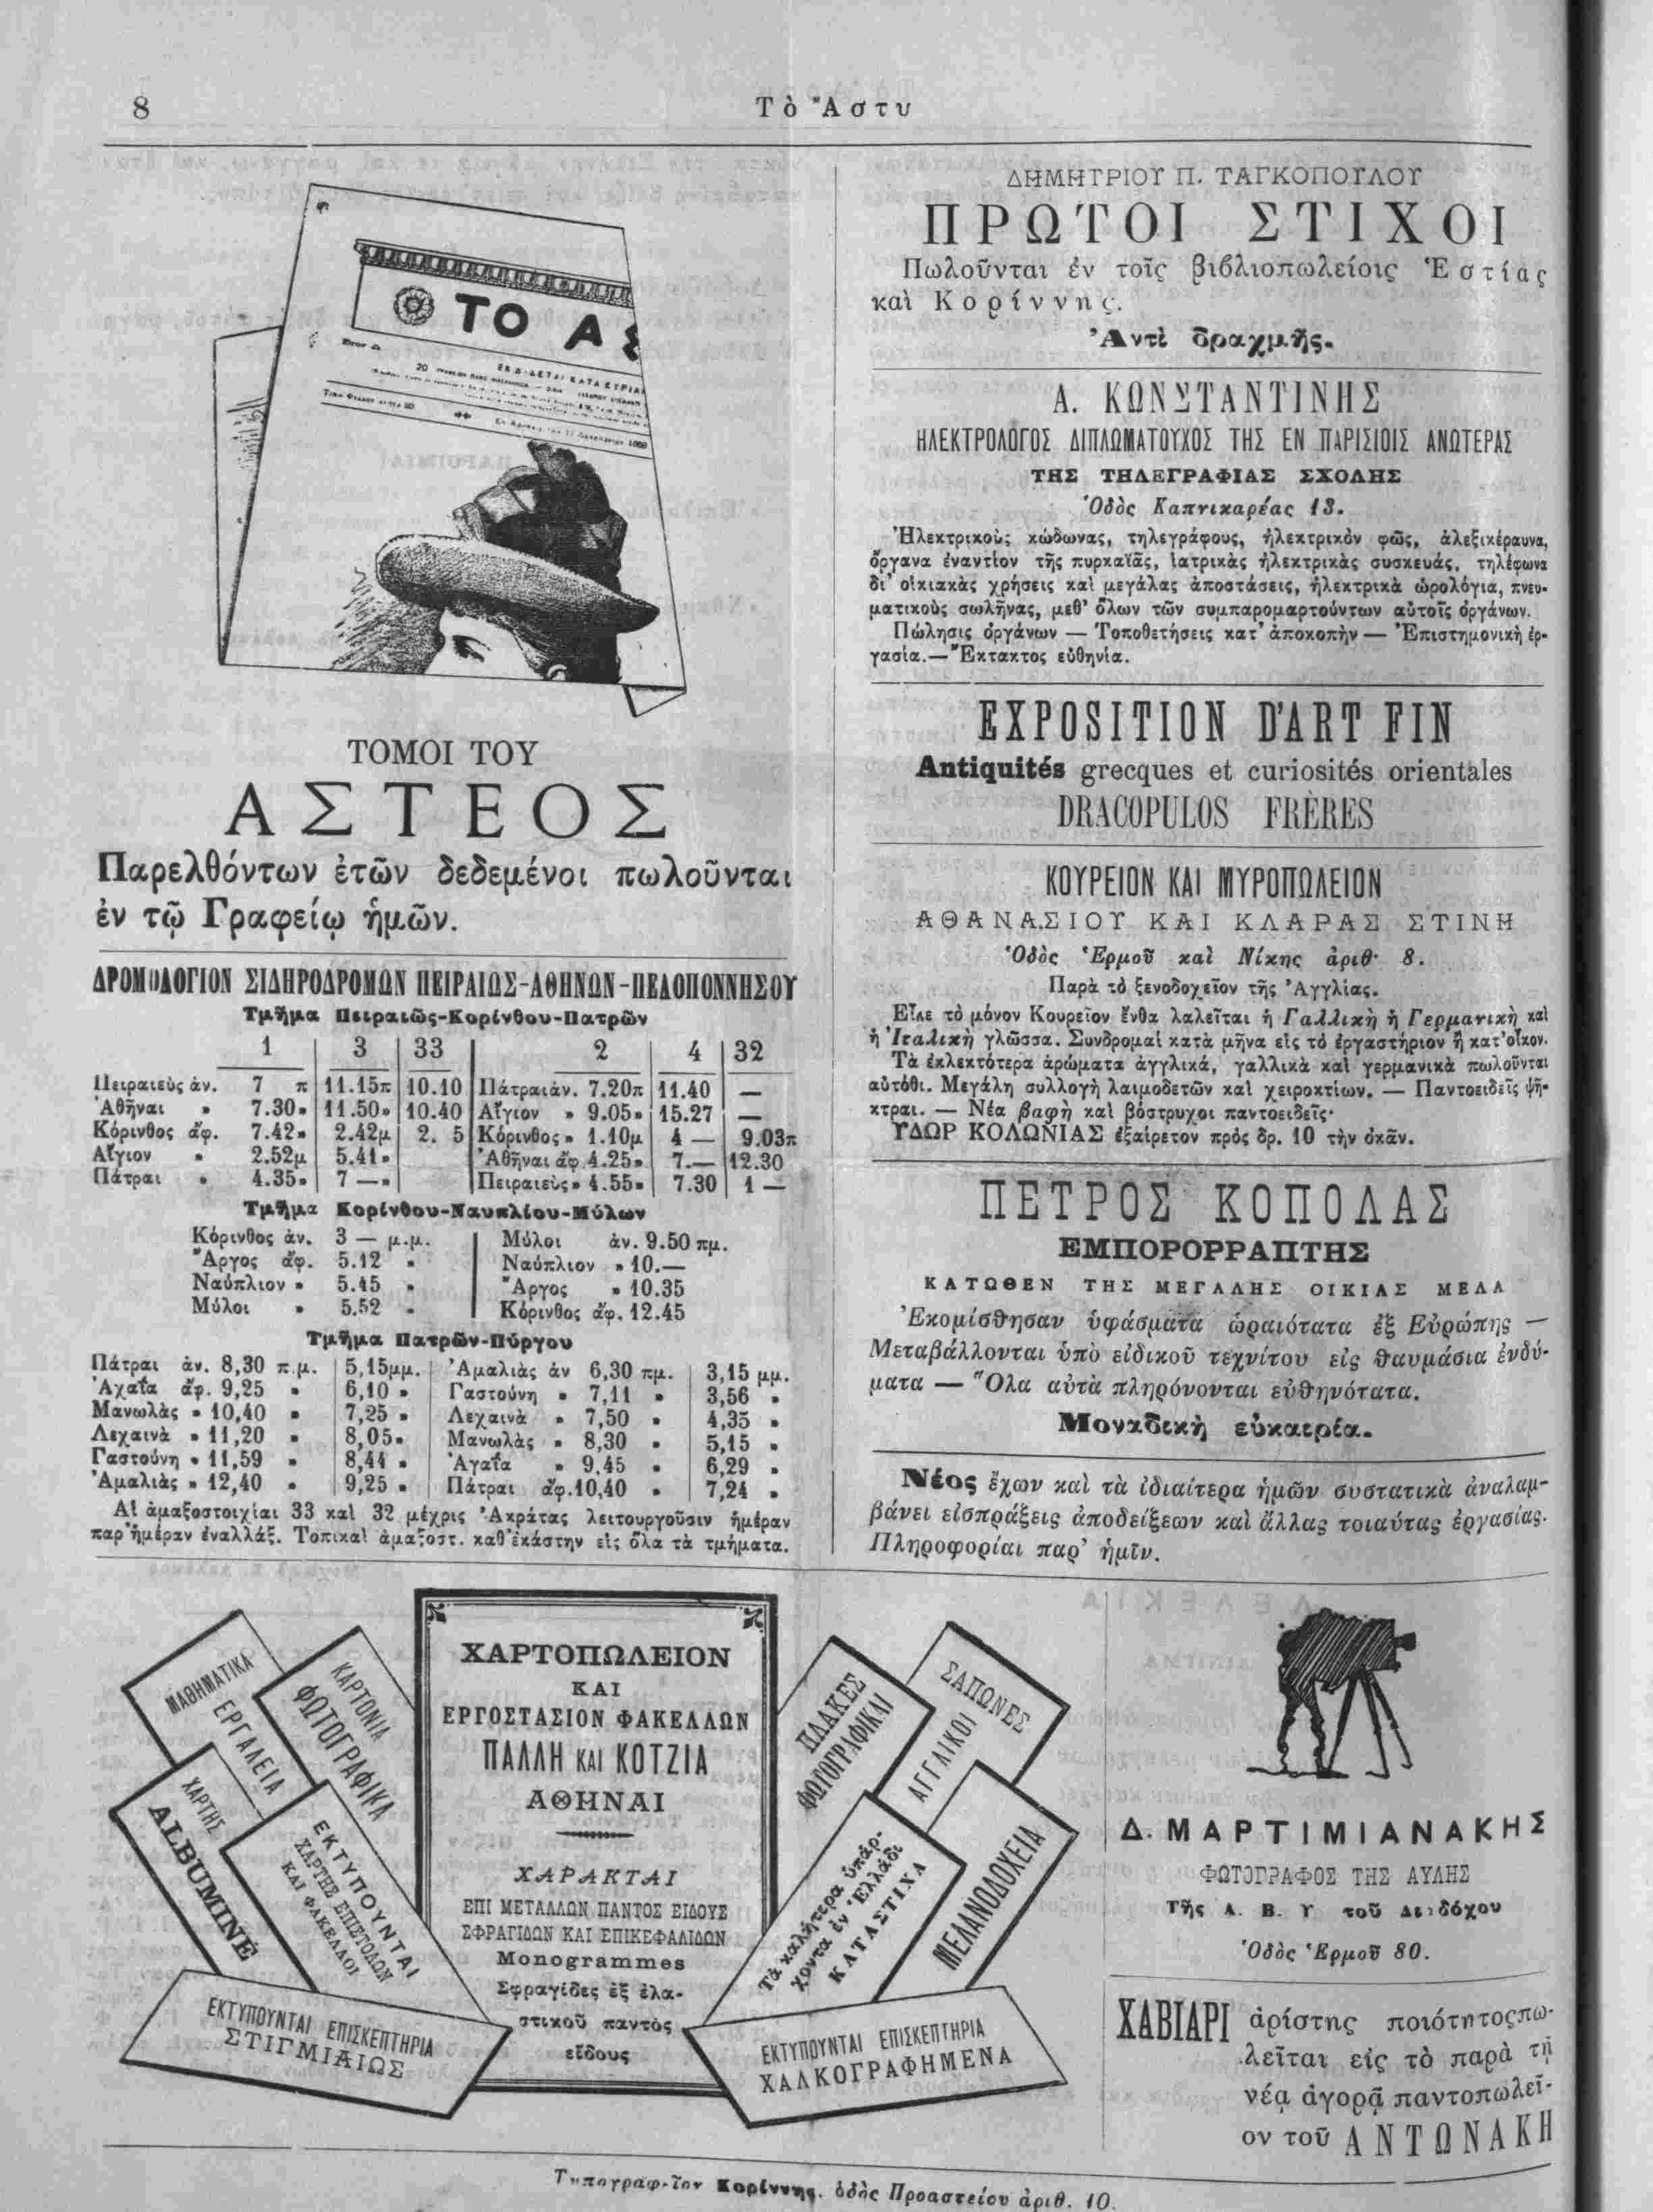 8
Τὸ Ἄστυ
ΤΟ ΑΣ
ΤΟΜΟΙ ΤΟΥ
ΑΣΤΕΟΣ
Παρελθόντων ἐτῶν δεδεμένοι πωλοῦνται
ἐν τῷ Γραφείῳ ἡμῶν.
ΔΡΟΜΟΛΟΓΙΟΝ ΣΙΔΗΡΟΔΡΟΜΩΝ ΠΕΙΡΑΙΩΣ-ΑΘΗΝΩΝ-ΠΕΛΟΠΟΝΝΗΣΟΥ
Τμῆμα Πειραιῶς-Κορίνθου-Πατρῶν
1 3 33 2 4 32
Πειραιεὺς ἀν. 7 π 11.15π 10.10 Πάτραι ἀν. 7.20π 11.40 —
Ἀθῆναι » 7.30» 11.50» 10.40 Αἴγιον » 9.05» 15.27 —
Κόρινθος ἀφ. 7.42» 2.42μ 2. 5 Κόρινθος» 1.10μ 4 — 9.03π
Αἴγιον » 2.52μ 5.41» Ἀθῆναι ἀφ. 4.25» 7.— 12.30
Πάτραι » 4.35» 7 —» Πειραιεὺς» 4.55» 7.30 1 —
Τμῆμα Κορίνθου-Ναυπλίου-Μύλων
Κόρινθος ἀν. 3 — μ.μ. Μύλοι ἀν. 9.50 πμ.
Ἄργος ἀφ. 5.12 » Ναύπλιον » 10.—
Ναύπλιον » 5.45 » Ἄργος » 10.35
Μύλοι » 5.52 » Κόρινθος ἀφ. 12.45
Τμῆμα Πατρῶν-Πύργου
Πάτραι ἀν. 8,30 π.μ. 5,15μμ. Ἀμαλιὰς ἀν 6,30 πμ. 3,15 μμ.
Ἀχαΐα ἀφ. 9,25 » 6,10 » Γαστούνη » 7,11 » 3,56 »
Μανωλὰς » 10,40 » 7,25 » Λεχαινὰ » 7,50 » 4,35 »
Λεχαινὰ » 11,20 » 8,05» Μανωλὰς » 8,30 » 5,15 »
Γαστούνη » 11,59 » 8,44 » Ἀχαΐα » 9,45 » 6,29 »
Ἀμαλιὰς » 12,40 » 9,25 » Πάτραι ἀφ.10,40 » 7,24 »
Αἱ ἁμαξοστοιχίαι 33 καὶ 32 μέχρις Ἀκράτας λειτουργοῦσιν ἡμέραν
παρ' ἡμέραν ἐναλλάξ. Τοπικαὶ ἁμαξοστ. καθ' ἑκάστην εἰς ὅλα τὰ τμήματα.
ΔΗΜΗΤΡΙΟΥ Π. ΤΑΓΚΟΠΟΥΛΟΥ
ΠΡΩΤΟΙ ΣΤΙΧΟΙ
Πωλοῦνται ἐν τοῖς βιβλιοπωλείοις Ἑστίας
καὶ Κορίννης.
Ἀντὶ δραχμῆς.
Α. ΚΩΝΣΤΑΝΤΙΝΗΣ
ΗΛΕΚΤΡΟΛΟΓΟΣ ΔΙΠΛΩΜΑΤΟΥΧΟΣ ΤΗΣ ΕΝ ΠΑΡΙΣΙΟΙΣ ΑΝΩΤΕΡΑΣ
ΤΗΣ ΤΗΛΕΓΡΑΦΙΑΣ ΣΧΟΛΗΣ
Ὁδὸς Καπνικαρέας 13.
Ἠλεκτρικοὺς κώδωνας, τηλεγράφους, ἠλεκτρικὸν φῶς, ἀλεξικέραυνα,
ὄργανα ἐναντίον τῆς πυρκαϊᾶς, ἰατρικὰς ἠλεκτρικὰς συσκευάς, τηλέφωνα
δι' οἰκιακὰς χρήσεις καὶ μεγάλας ἀποστάσεις, ἠλεκτρικὰ ὡρολόγια, πνευ-
ματικοὺς σωλῆνας, μεθ' ὅλων τῶν συμπαρομαρτούντων αὐτοῖς ὀργάνων.
Πώλησις ὀργάνων — Τοποθετήσεις κατ' ἀποκοπὴν — Ἐπιστημονικὴ ἐρ-
γασία.— Ἔκτακτος εὐθηνία.
EXPOSITION D'ART FIN
Antiquités grecques et curiosités orientales
DRACOPULOS FRÈRES
ΚΟΥΡΕΙΟΝ ΚΑΙ ΜΥΡΟΠΩΛΕΙΟΝ
ΑΘΑΝΑΣΙΟΥ ΚΑΙ ΚΛΑΡΑΣ ΣΤΙΝΗ
Ὁδὸς Ἑρμοῦ καὶ Νίκης ἀριθ· 8.
Παρὰ τὸ ξενοδοχεῖον τῆς Ἀγγλίας.
Εἶνε τὸ μόνον Κουρεῖον ἔνθα λαλεῖται ἡ Γαλλικὴ ἡ Γερμανικὴ καὶ
ἡ Ἰταλικὴ γλῶσσα. Συνδρομαὶ κατὰ μῆνα εἰς τὸ ἐργαστήριον ἢ κατ' οἶκον.
Τὰ ἐκλεκτότερα ἀρώματα ἀγγλικά, γαλλικὰ καὶ γερμανικὰ πωλοῦνται
αὐτόθι. Μεγάλη συλλογὴ λαιμοδετῶν καὶ χειροκτίων. — Παντοειδεῖς ψῆ-
κτραι. — Νέα βαφὴ καὶ βόστρυχοι παντοειδεῖς·
ΥΔΩΡ ΚΟΛΩΝΙΑΣ ἐξαίρετον πρὸς δρ. 10 τὴν ὀκᾶν.
ΠΕΤΡΟΣ ΚΟΠΟΛΑΣ
ΕΜΠΟΡΟΡΡΑΠΤΗΣ
ΚΑΤΩΘΕΝ ΤΗΣ ΜΕΓΑΛΗΣ ΟΙΚΙΑΣ ΜΕΛΑ
Ἐκομίσθησαν ὑφάσματα ὡραιότατα ἐξ Εὐρώπης —
Μεταβάλλονται ὑπὸ εἰδικοῦ τεχνίτου εἰς θαυμάσια ἐνδύ-
ματα — Ὅλα αὐτὰ πληρόνονται εὐθηνότατα.
Μοναδικὴ εὐκαιρία.
Νέος ἔχων καὶ τὰ ἰδιαίτερα ἡμῶν συστατικὰ ἀναλαμ-
βάνει εἰσπράξεις ἀποδείξεων καὶ ἄλλας τοιαύτας ἐργασίας.
Πληροφορίαι παρ' ἡμῖν.
ΜΑΘΗΜΑΤΙΚΑ
ΕΡΓΑΛΕΙΑ
ΚΑΡΤΟΝΙΑ
ΦΩΤΟΓΡΑΦΙΚΑ
ΧΑΡΤΗΣ
ALBUMINÉ
ΕΚΤΥΠΟΥΝΤΑΙ
ΧΑΡΤΗΣ ΕΠΙΣΤΟΛΩΝ
ΚΑΙ ΦΑΚΕΛΛΟΙ
ΕΚΤΥΠΟΥΝΤΑΙ ΕΠΙΣΚΕΠΤΗΡΙΑ
ΣΤΙΓΜΙΑΙΩΣ
ΧΑΡΤΟΠΩΛΕΙΟΝ
ΚΑΙ
ΕΡΓΟΣΤΑΣΙΟΝ ΦΑΚΕΛΛΩΝ
ΠΑΛΛΗ ΚΑΙ ΚΟΤΖΙΑ
ΑΘΗΝΑΙ
ΧΑΡΑΚΤΑΙ
ΕΠΙ ΜΕΤΑΛΛΩΝ ΠΑΝΤΟΣ ΕΙΔΟΥΣ
ΣΦΡΑΓΙΔΩΝ ΚΑΙ ΕΠΙΚΕΦΑΛΙΔΩΝ
Monogrammes
Σφραγίδες ἐξ ἐλα-
στικοῦ παντὸς
εἴδους
ΠΛΑΚΕΣ
ΦΩΤΟΓΡΑΦΙΚΑΙ
ΣΑΠΩΝΕΣ
ΑΓΓΛΙΚΟΙ
Τὰ καλήτερα ὑπάρ-
χοντα ἐν Ἑλλάδι
ΚΑΤΑΣΤΙΧΑ
ΜΕΛΑΝΟΔΟΧΕΙΑ
ΕΚΤΥΠΟΥΝΤΑΙ ΕΠΙΣΚΕΠΤΗΡΙΑ
ΧΑΛΚΟΓΡΑΦΗΜΕΝΑ
Δ. ΜΑΡΤΙΜΙΑΝΑΚΗΣ
ΦΩΤΟΓΡΑΦΟΣ ΤΗΣ ΑΥΛΗΣ
Τῆς Α. Β. Υ τοῦ Διαδόχου
Ὁδὸς Ἑρμοῦ 80.
ΧΑΒΙΑΡΙ ἀρίστης ποιότητος πω-
λεῖται εἰς τὸ παρὰ τῇ
νέᾳ ἀγορᾷ παντοπωλεῖ-
ον τοῦ ΑΝΤΩΝΑΚΗ
Τυπογραφεῖον Κορίννης. ὁδὸς Προαστείου ἀριθ. 10.